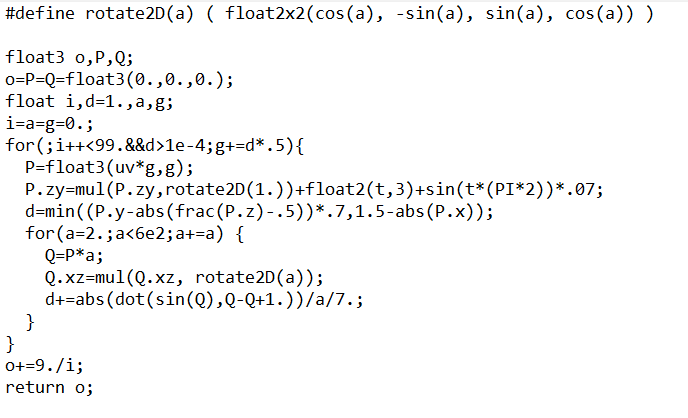 #define rotate2D(a) ( float2x2(cos(a), -sin(a), sin(a), cos(a)) )
float3 o,P,Q;
o=P=Q=float3(0.,0.,0.);
float i,d=1.,a,g;
i=a=g=0.;
for(;i++<99.&&d>1e-4;g+=d*.5){
  P=float3(uv*g,g);
  P.zy=mul(P.zy,rotate2D(1.))+float2(t,3)+sin(t*(PI*2))*.07;
  d=min((P.y-abs(frac(P.z)-.5))*.7,1.5-abs(P.x));
  for(a=2.;a<6e2;a+=a) {
    Q=P*a;
    Q.xz=mul(Q.xz, rotate2D(a));
    d+=abs(dot(sin(Q),Q-Q+1.))/a/7.;
  }
}
o+=9./i;
return o;